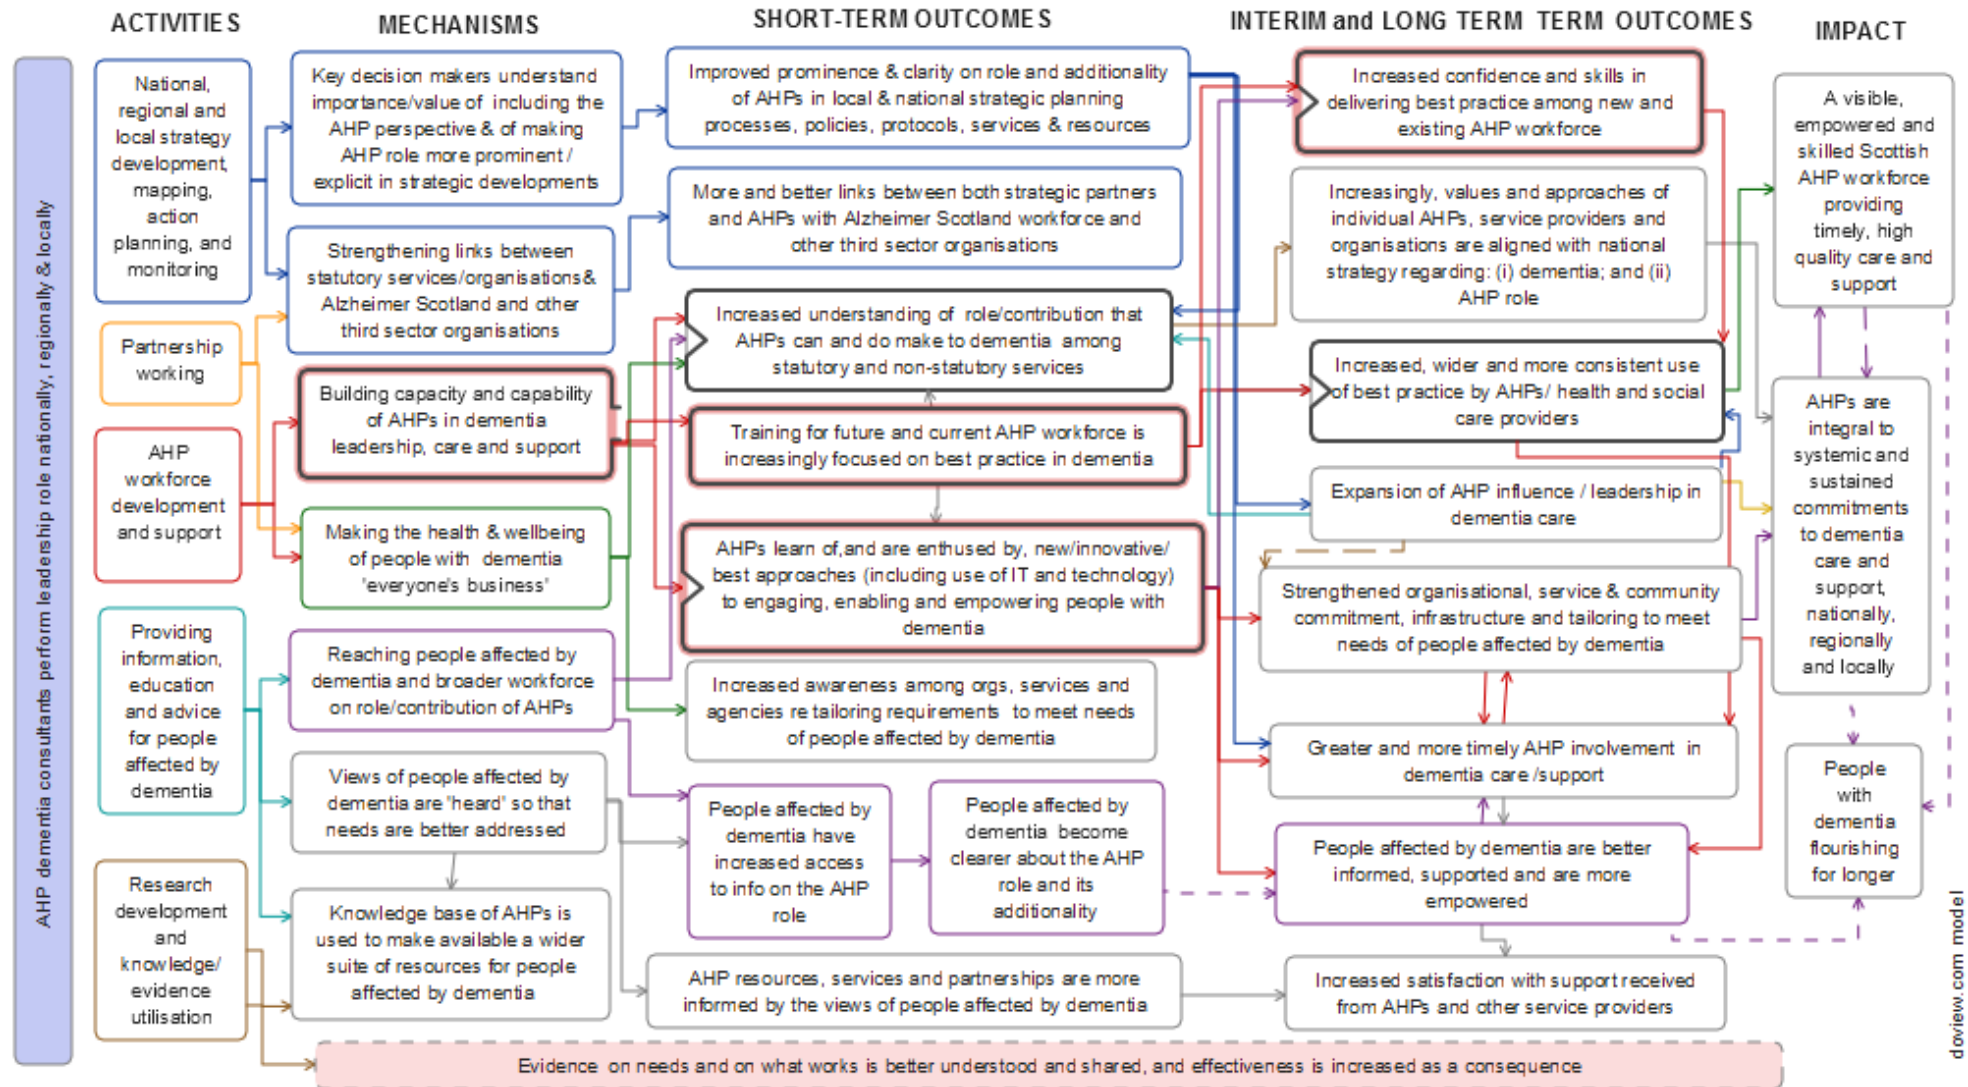 ACTIVITIES
MECHANISMS
SHORT-TERM OUTCOMES
INTERIM and LONG TERM TERM OUTCOMES
IMPACT
AHP dementia consultants perform leadership role nationally, regionally & locally
National,
regional and
local strategy
development,
mapping,
action
planning, and
monitoring
Partnership
working
AHP
workforce
development
and support
Providing
information,
education
and advice
for people
affected by
dementia
Research
development
and
knowledge/
evidence
utilisation
Key decision makers understand
importance/value of including the
AHP perspective & of making
AHP role more prominent /
explicit in strategic developments
Strengthening links between
statutory services/organisations&
Alzheimer Scotland and other
third sector organisations
Building capacity and capability
of AHPs in dementia
leadership, care and support
Making the health & wellbeing
of people with dementia
'everyone's business'
Reaching people affected by
dementia and broader workforce
on role/contribution of AHPs
Views of people affected by
dementia are 'heard' so that
needs are better addressed
Knowledge base of AHPs is
used to make available a wider
suite of resources for people
affected by dementia
Improved prominence & clarity on role and additionality
of AHPs in local & national strategic planning
processes, policies, protocols, services & resources
More and better links between both strategic partners
and AHPs with Alzheimer Scotland workforce and
other third sector organisations
Increased understanding of role/contribution that
AHPs can and do make to dementia among
statutory and non-statutory services
Training for future and current AHP workforce is
increasingly focused on best practice in dementia
AHPs learn of,and are enthused by, new/innovative/
best approaches (including use of IT and technology)
to engaging, enabling and empowering people with
dementia
Increased awareness among orgs, services and
agencies re tailoring requirements to meet needs
of people affected by dementia
People affected by
dementia have
increased access
to info on the AHP
role
People affected by
dementia become
clearer about the AHP
role and its
additionality
AHP resources, services and partnerships are more
informed by the views of people affected by dementia
Increased confidence and skills in
delivering best practice among new and
existing AHP workforce
Increasingly, values and approaches of
individual AHPs, service providers and
organisations are aligned with national
strategy regarding: (i) dementia; and (ii)
AHP role
Increased, wider and more consistent use
of best practice by AHPs/ health and social
care providers
Expansion of AHP influence / leadership in
dementia care
Strengthened organisational, service & community
commitment, infrastructure and tailoring to meet
needs of people affected by dementia
Greater and more timely AHP involvement in
dementia care /support
People affected by dementia are better
informed, supported and are more
empowered
Increased satisfaction with support received
from AHPs and other service providers
A visible,
empowered and
skilled Scottish
AHP workforce
providing
timely, high
quality care and
support
AHPs are
integral to
systemic and
sustained
commitments
to dementia
care and
support,
nationally,
regionally
and locally
People
with
dementia
flourishing
for longer
Evidence on needs and on what works is better understood and shared, and effectiveness is increased as a consequence
doview.com model